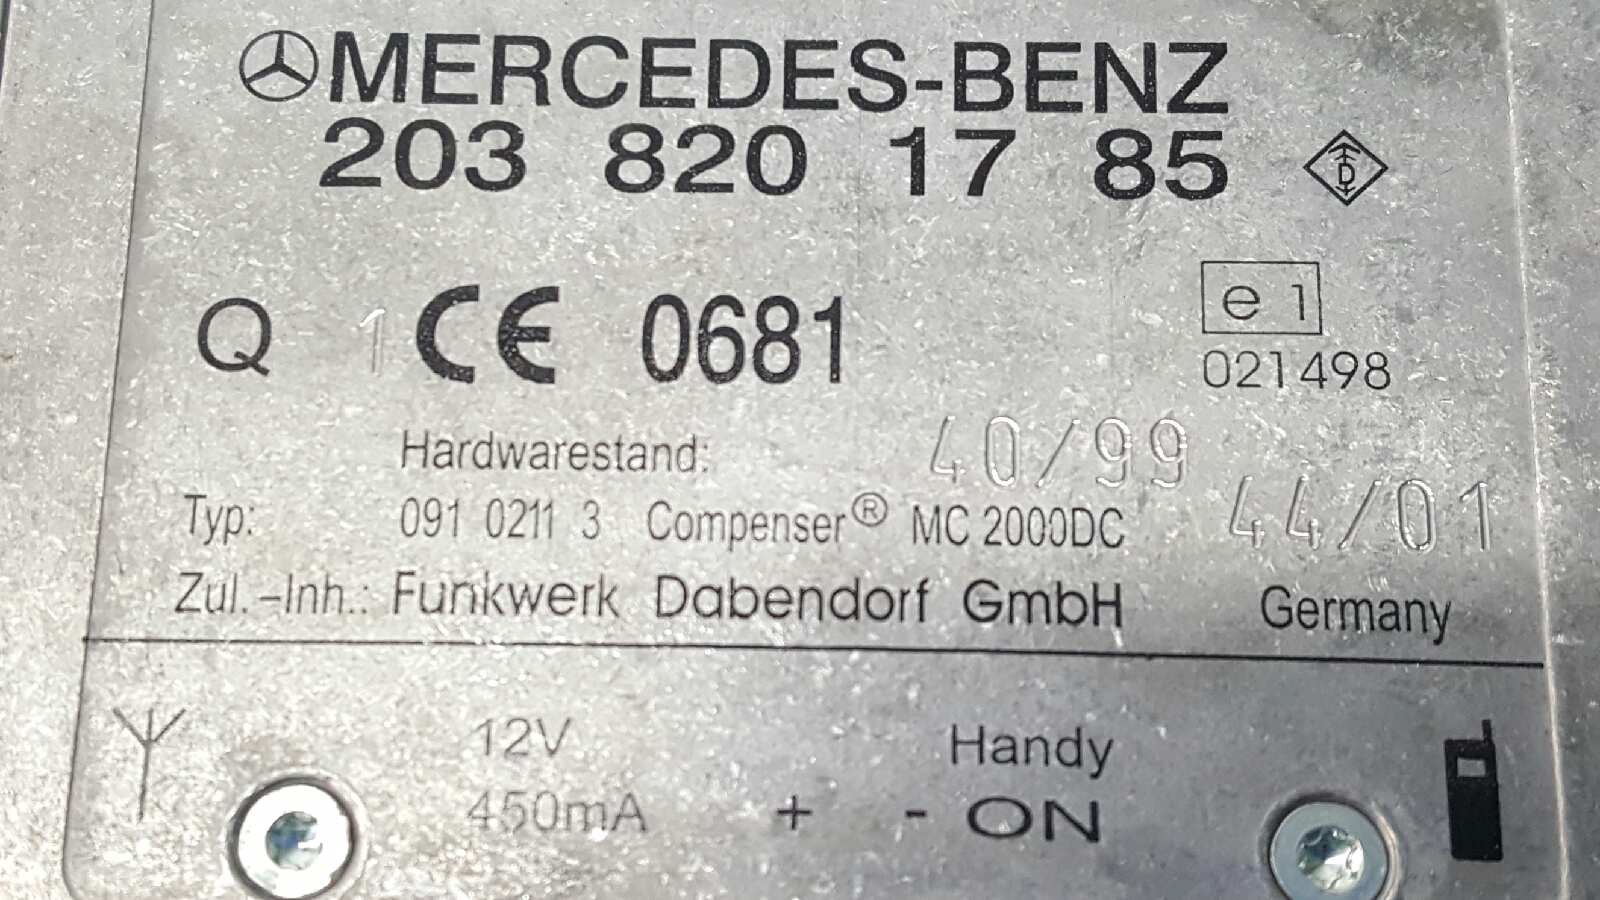 MERCEDES-BENZ
203 820 17 85
D
Q 1 CE 0681
e 1
021498
Hardwarestand: 40/99
Typ: 091 0211 3 Compenser® MC 2000DC 44/01
Zul.-Inh.: Funkwerk Dabendorf GmbH Germany
12V Handy
450mA + - ON